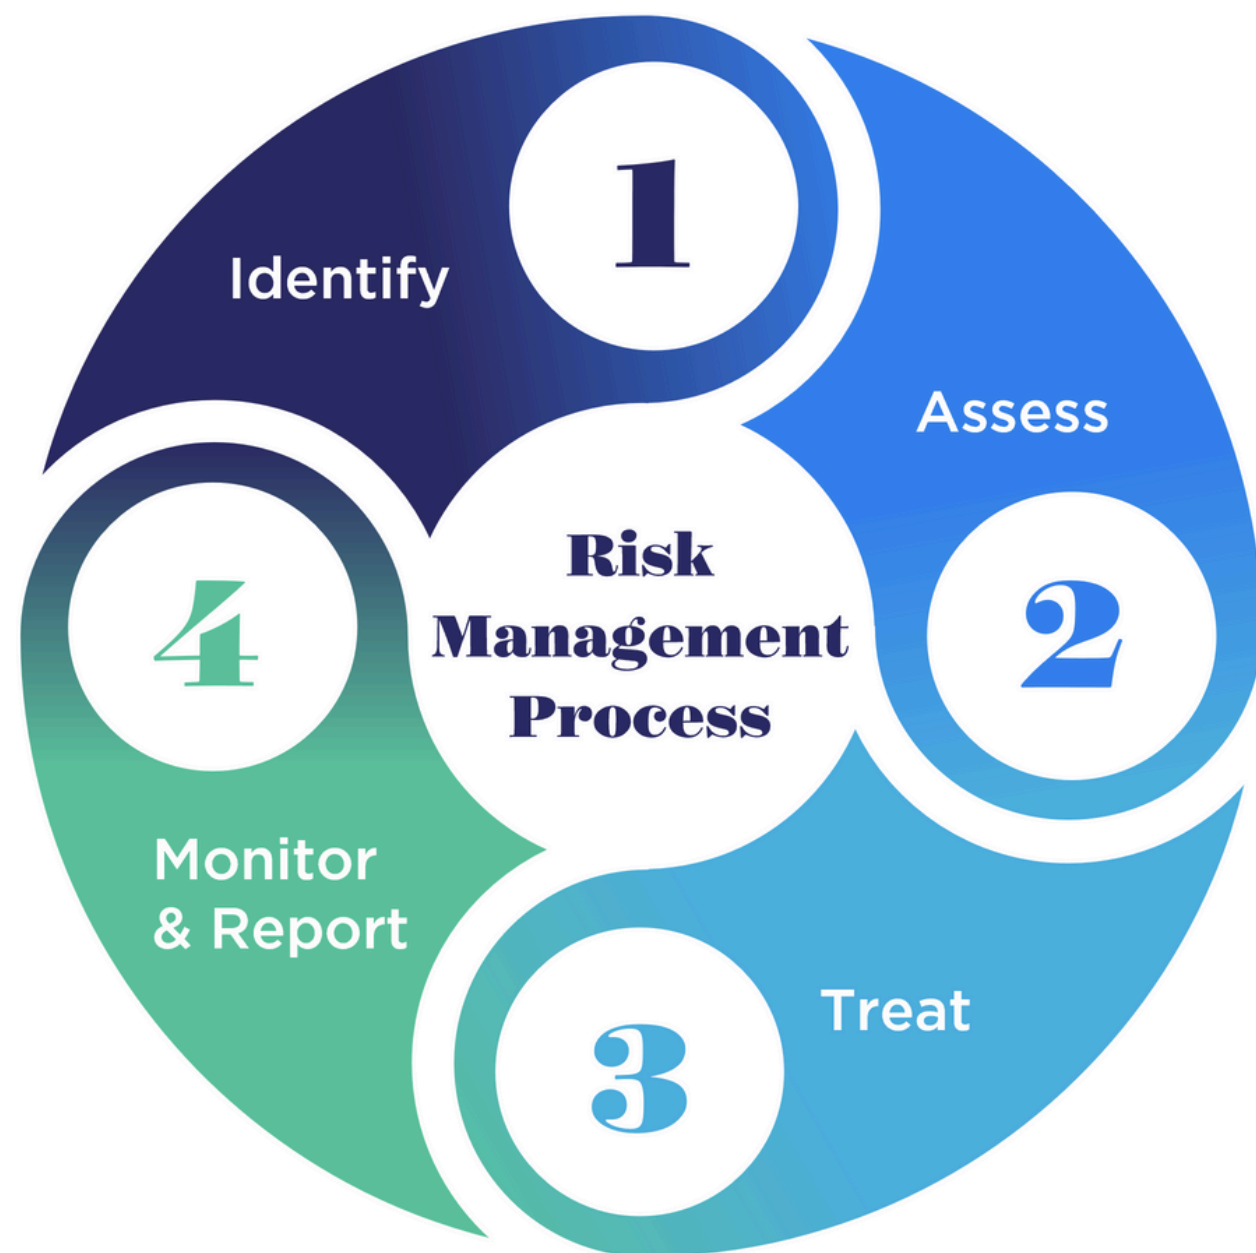 Risk
Management
Process
1
Identify
2
Assess
3
Treat
4
Monitor
& Report